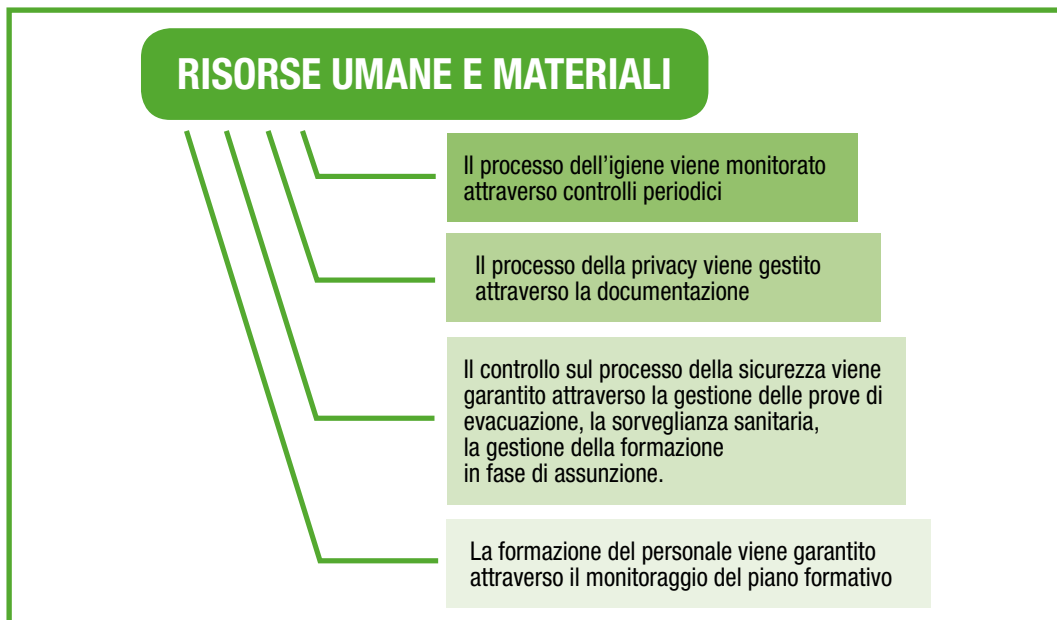 RISORSE UMANE E MATERIALI
Il processo dell'igiene viene monitorato
attraverso controlli periodici
Il processo della privacy viene gestito
attraverso la documentazione
Il controllo sul processo della sicurezza viene
garantito attraverso la gestione delle prove di
evacuazione, la sorveglianza sanitaria,
la gestione della formazione
in fase di assunzione.
La formazione del personale viene garantito
attraverso il monitoraggio del piano formativo